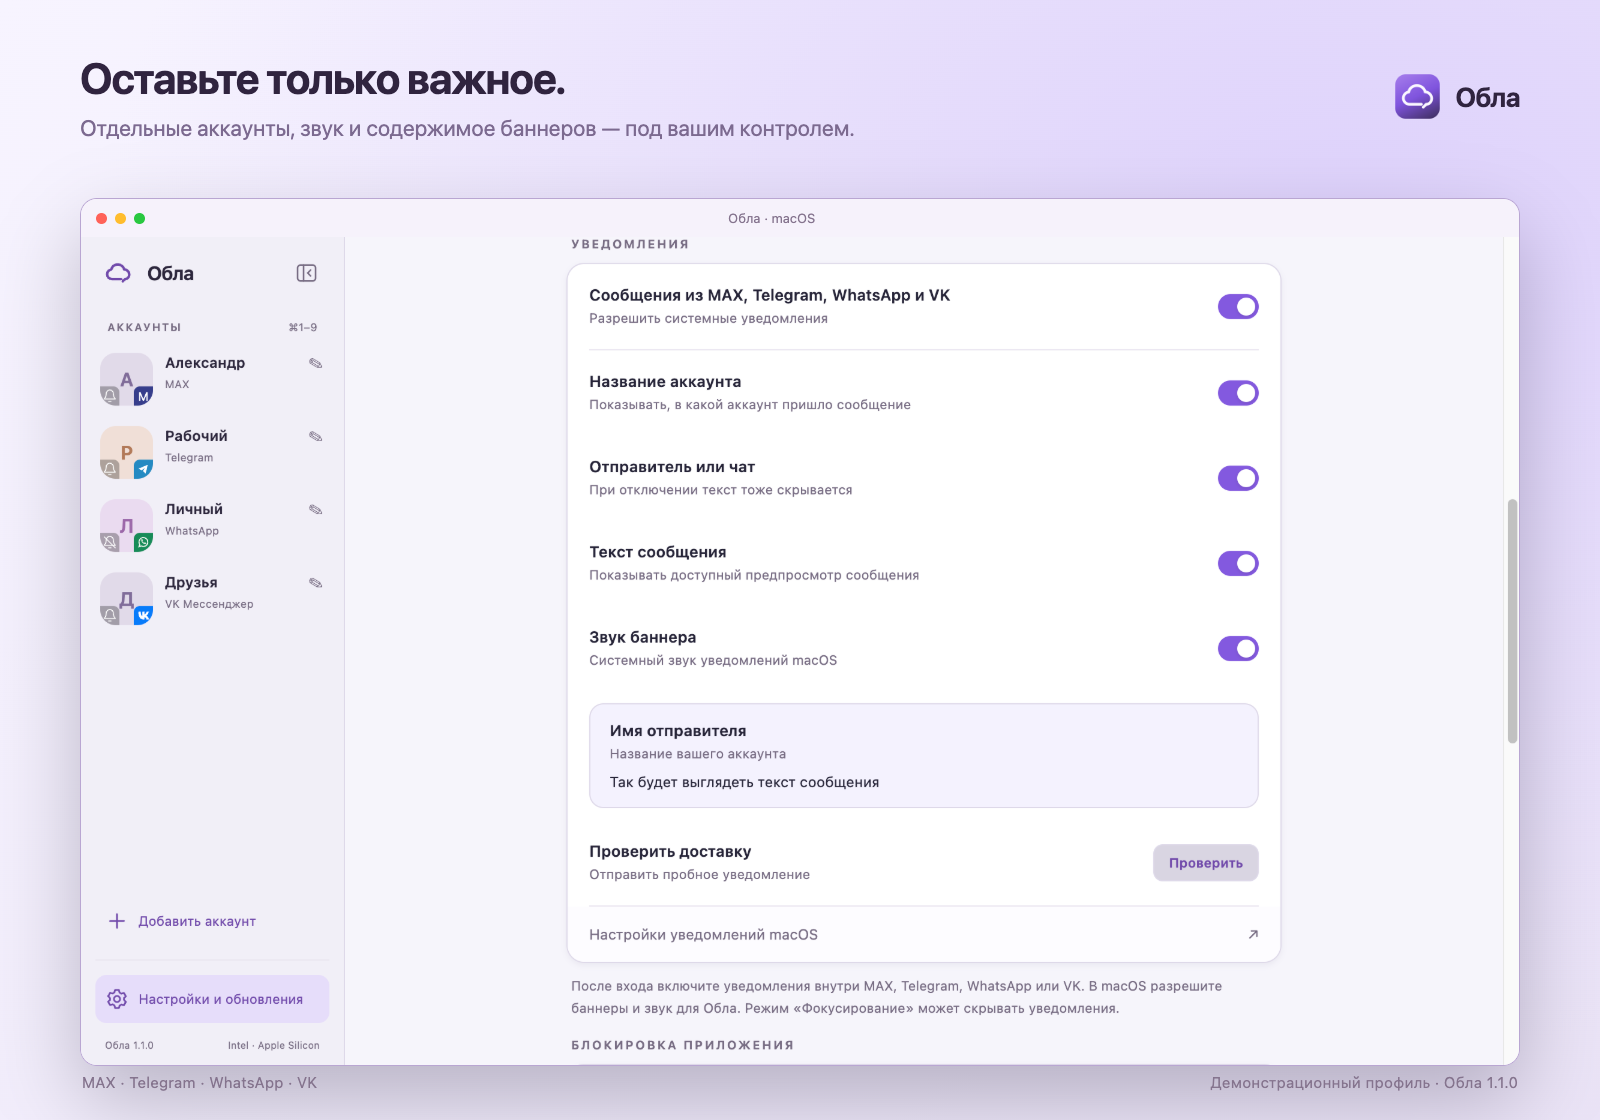 Оставьте только важное.
Отдельные аккаунты, звук и содержимое баннеров — под вашим контролем.
Обла
Обла · macOS
Обла
АККАУНТЫ ⌘1–9
А
M
Александр
MAX
Р
Рабочий
Telegram
Л
Личный
WhatsApp
Д
Друзья
VK Мессенджер
Добавить аккаунт
Настройки и обновления
Обла 1.1.0 Intel · Apple Silicon
УВЕДОМЛЕНИЯ
Сообщения из MAX, Telegram, WhatsApp и VK
Разрешить системные уведомления
Название аккаунта
Показывать, в какой аккаунт пришло сообщение
Отправитель или чат
При отключении текст тоже скрывается
Текст сообщения
Показывать доступный предпросмотр сообщения
Звук баннера
Системный звук уведомлений macOS
Имя отправителя
Название вашего аккаунта
Так будет выглядеть текст сообщения
Проверить доставку
Отправить пробное уведомление
Проверить
Настройки уведомлений macOS
После входа включите уведомления внутри MAX, Telegram, WhatsApp или VK. В macOS разрешите
баннеры и звук для Обла. Режим «Фокусирование» может скрывать уведомления.
БЛОКИРОВКА ПРИЛОЖЕНИЯ
MAX · Telegram · WhatsApp · VK
Демонстрационный профиль · Обла 1.1.0